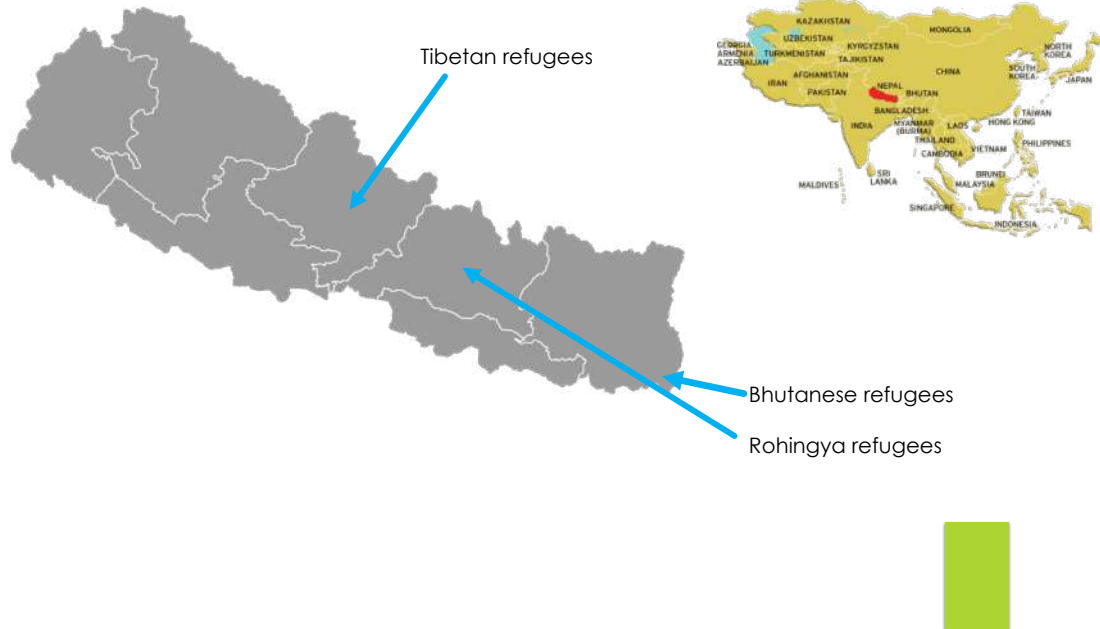 Tibetan refugees
Bhutanese refugees
Rohingya refugees
KAZAKHSTAN
MONGOLIA
GEORGIA
UZBEKISTAN
KYRGYZSTAN
NORTH
KOREA
ARMENIA
TURKMENISTAN
TAJIKISTAN
AZERBAIJAN
SOUTH
KOREA
JAPAN
CHINA
AFGHANISTAN
IRAN
PAKISTAN
NEPAL
BHUTAN
BANGLADESH
TAIWAN
INDIA
MYANMAR
(BURMA)
LAOS
HONG KONG
THAILAND
VIETNAM
PHILIPPINES
CAMBODIA
SRI
LANKA
MALDIVES
BRUNEI
MALAYSIA
SINGAPORE
INDONESIA